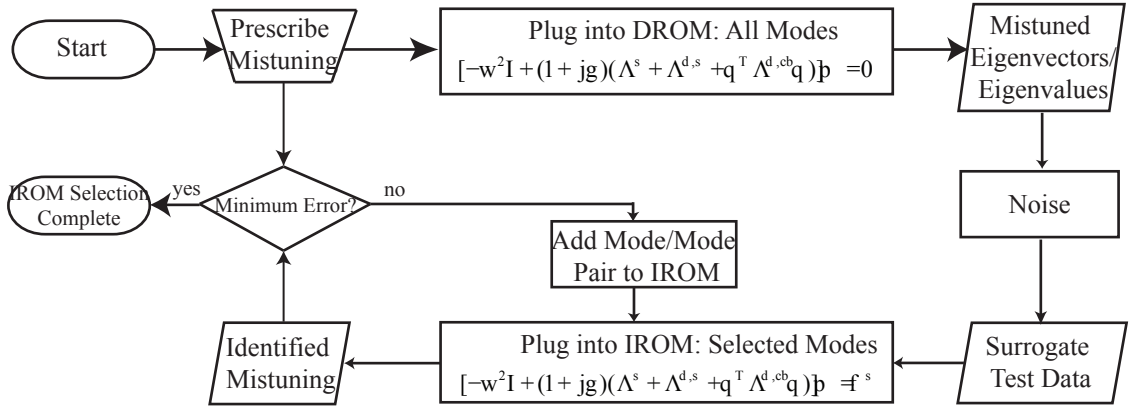 Start
Prescribe
Mistuning
Plug into DROM: All Modes
[-w²I + (1 + jg)(Λˢ + Λᵈ,ˢ + qᵀ Λᵈ,ᶜᵇq)]p =0
Mistuned
Eigenvectors/
Eigenvalues
IROM Selection
Complete
yes
Minimum Error?
no
Add Mode/Mode
Pair to IROM
Noise
Identified
Mistuning
Plug into IROM: Selected Modes
[-w²I + (1 + jg)(Λˢ + Λᵈ,ˢ + qᵀ Λᵈ,ᶜᵇq)]p =fˢ
Surrogate
Test Data